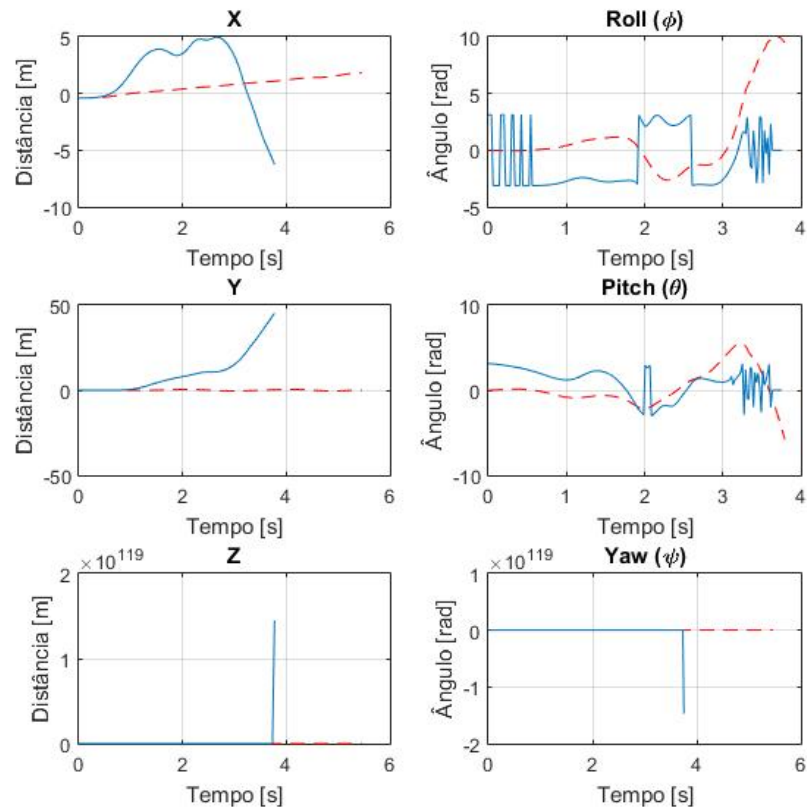 X
Distância [m]
5
0
-5
-10
0
2
4
6
Tempo [s]
Roll (ϕ)
Ângulo [rad]
10
5
0
-5
0
1
2
3
4
Tempo [s]
Y
Distância [m]
50
0
-50
0
2
4
6
Tempo [s]
Pitch (θ)
Ângulo [rad]
10
0
-10
0
1
2
3
4
Tempo [s]
Z
×10¹¹⁹
Distância [m]
2
1
0
0
2
4
6
Tempo [s]
Yaw (ψ)
×10¹¹⁹
Ângulo [rad]
1
0
-1
-2
0
2
4
6
Tempo [s]